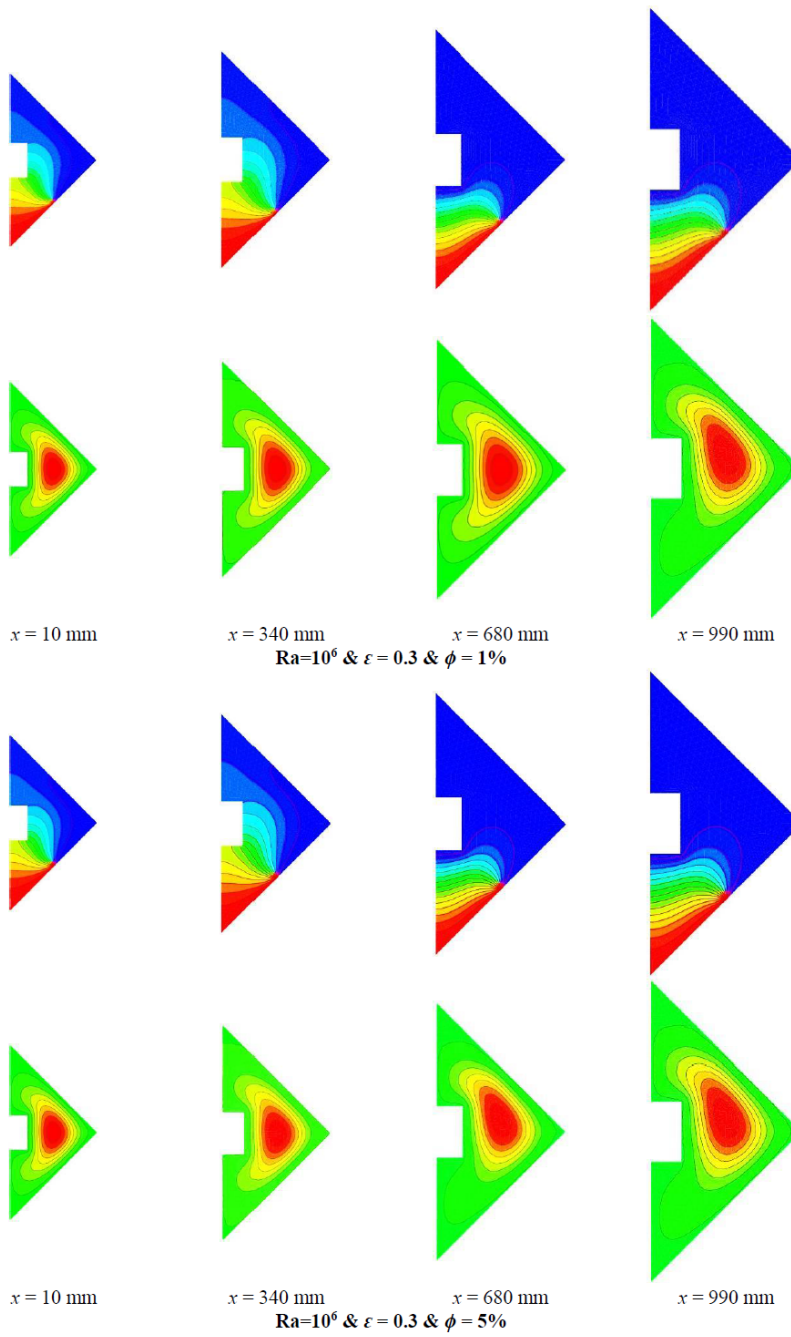 x = 10 mm x = 340 mm x = 680 mm x = 990 mm
Ra=10⁶ & ε = 0.3 & ϕ = 1%
x = 10 mm x = 340 mm x = 680 mm x = 990 mm
Ra=10⁶ & ε = 0.3 & ϕ = 5%